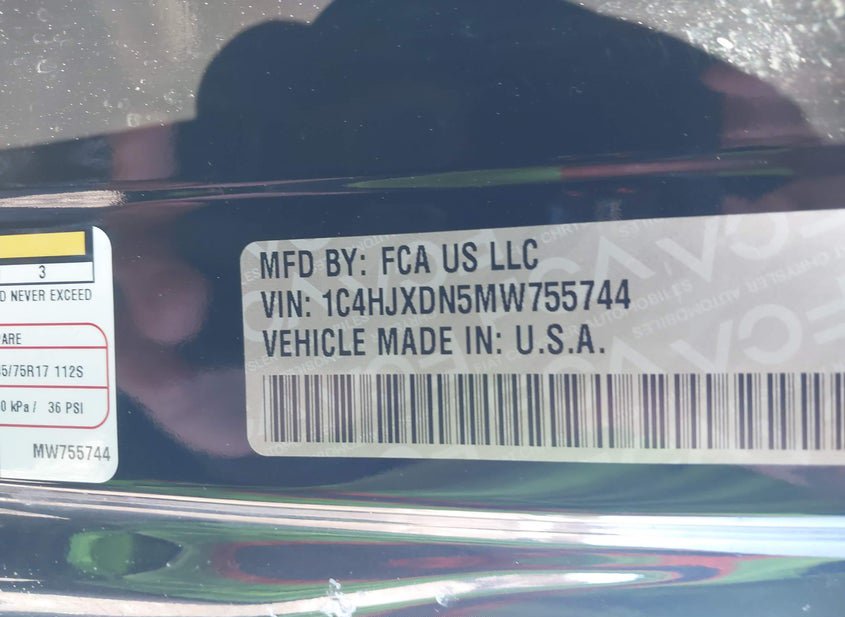 3
D NEVER EXCEED
ARE
5/75R17 112S
0 kPa / 36 PSI
MW755744
MFD BY: FCA US LLC
VIN: 1C4HJXDN5MW755744
VEHICLE MADE IN: U.S.A.